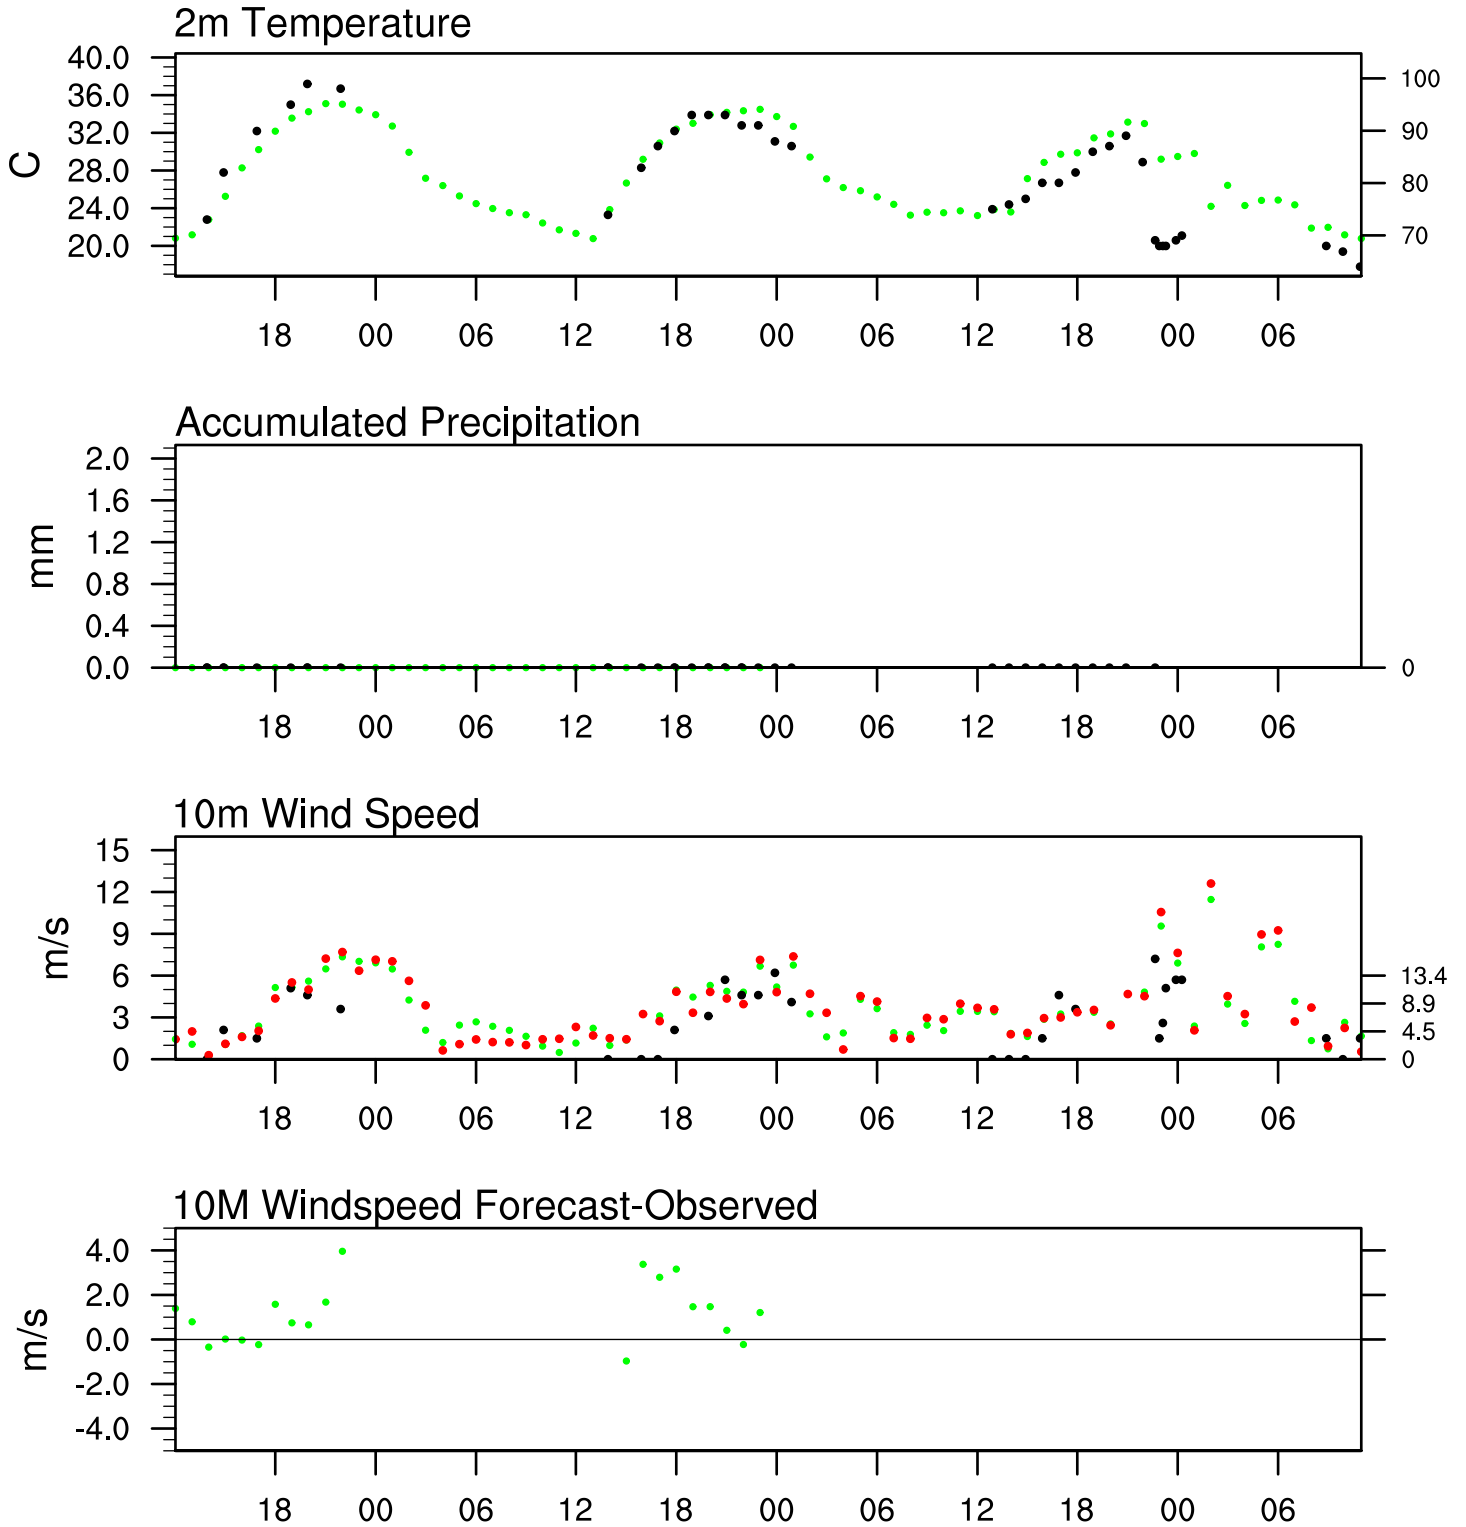 2m Temperature
40.0
36.0
32.0
28.0
24.0
20.0
C
100
90
80
70
18 00 06 12 18 00 06 12 18 00 06
Accumulated Precipitation
2.0
1.6
1.2
0.8
0.4
0.0
mm
0
18 00 06 12 18 00 06 12 18 00 06
10m Wind Speed
15
12
9
6
3
0
m/s
13.4
8.9
4.5
0
18 00 06 12 18 00 06 12 18 00 06
10M Windspeed Forecast-Observed
4.0
2.0
0.0
-2.0
-4.0
m/s
18 00 06 12 18 00 06 12 18 00 06